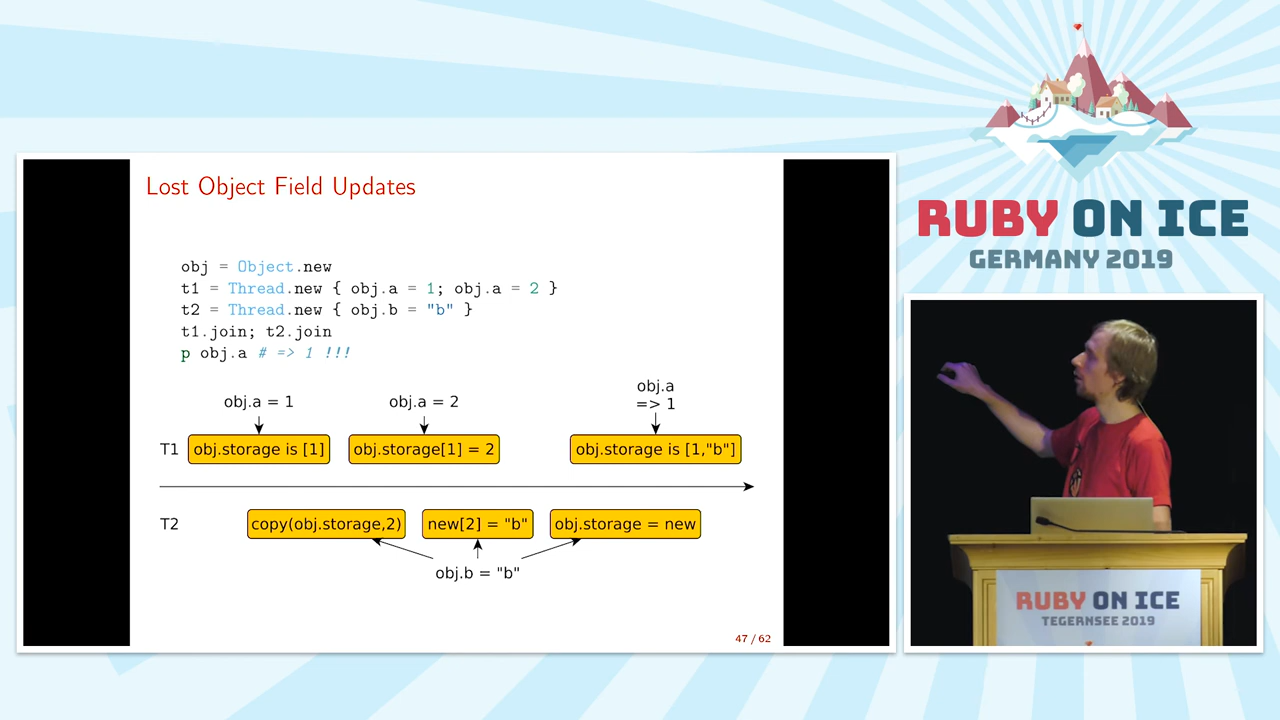 Lost Object Field Updates
obj = Object.new
t1 = Thread.new { obj.a = 1; obj.a = 2 }
t2 = Thread.new { obj.b = "b" }
t1.join; t2.join
p obj.a # => 1 !!!
obj.a = 1
obj.a = 2
obj.a
=> 1
T1
obj.storage is [1]
obj.storage[1] = 2
obj.storage is [1,"b"]
T2
copy(obj.storage,2)
new[2] = "b"
obj.storage = new
obj.b = "b"
47 / 62
RUBY ON ICE
GERMANY 2019
RUBY ON ICE
TEGERNSEE 2019